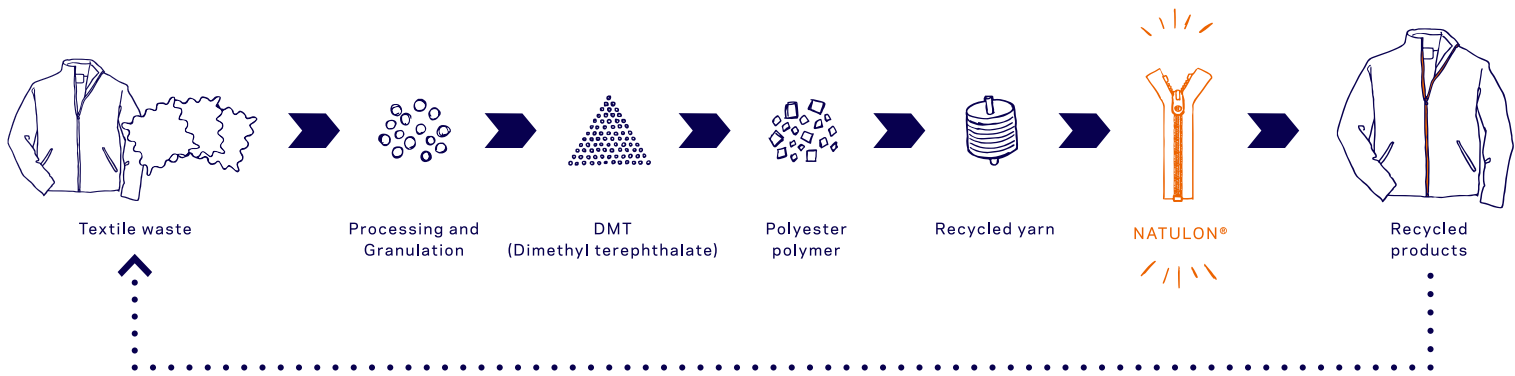 Textile waste
Processing and
Granulation
DMT
(Dimethyl terephthalate)
Polyester
polymer
Recycled yarn
NATULON®
Recycled
products